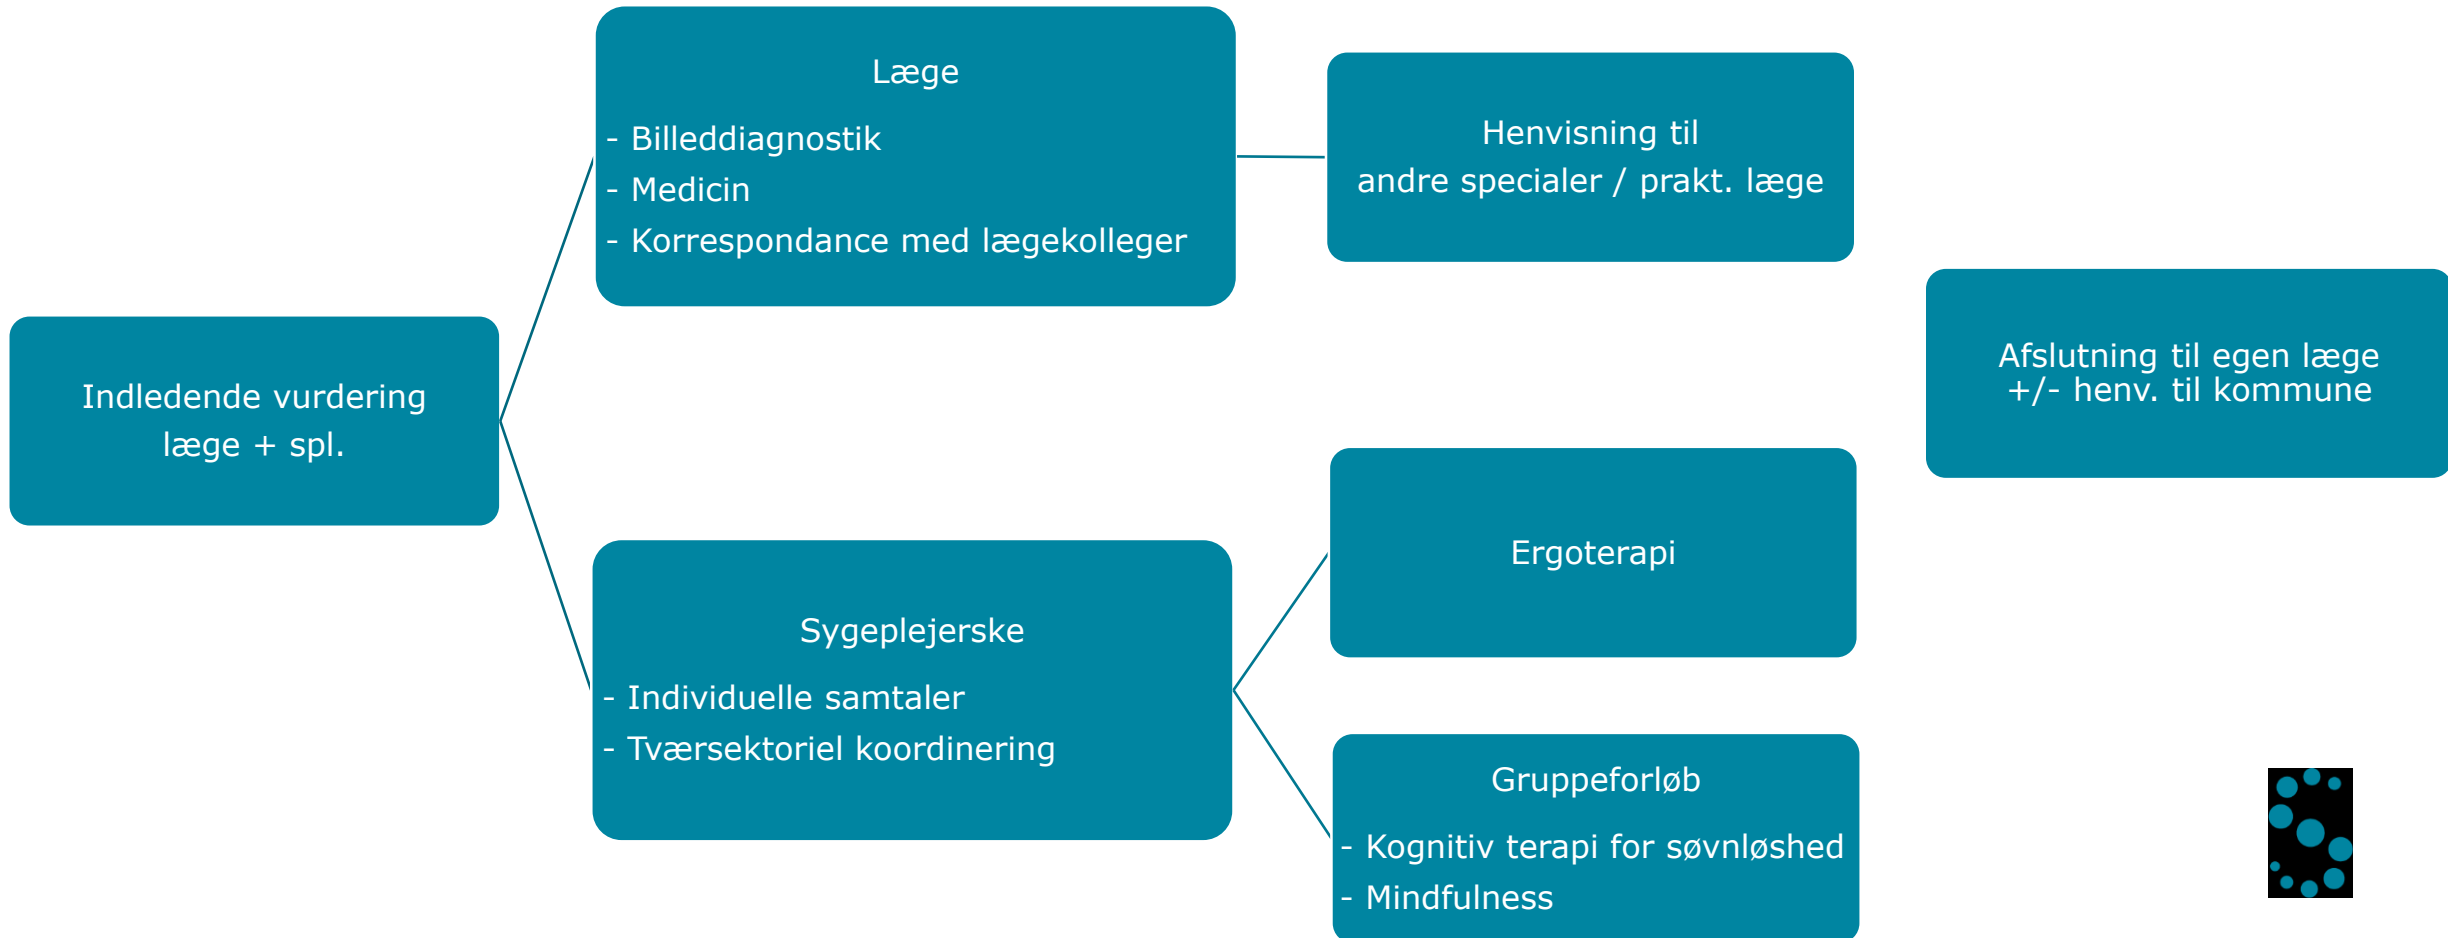 Indledende vurdering
læge + spl.
Læge
- Billeddiagnostik
- Medicin
- Korrespondance med lægekolleger
Sygeplejerske
- Individuelle samtaler
- Tværsektoriel koordinering
Henvisning til
andre specialer / prakt. læge
Ergoterapi
Gruppeforløb
- Kognitiv terapi for søvnløshed
- Mindfulness
Afslutning til egen læge
+/- henv. til kommune